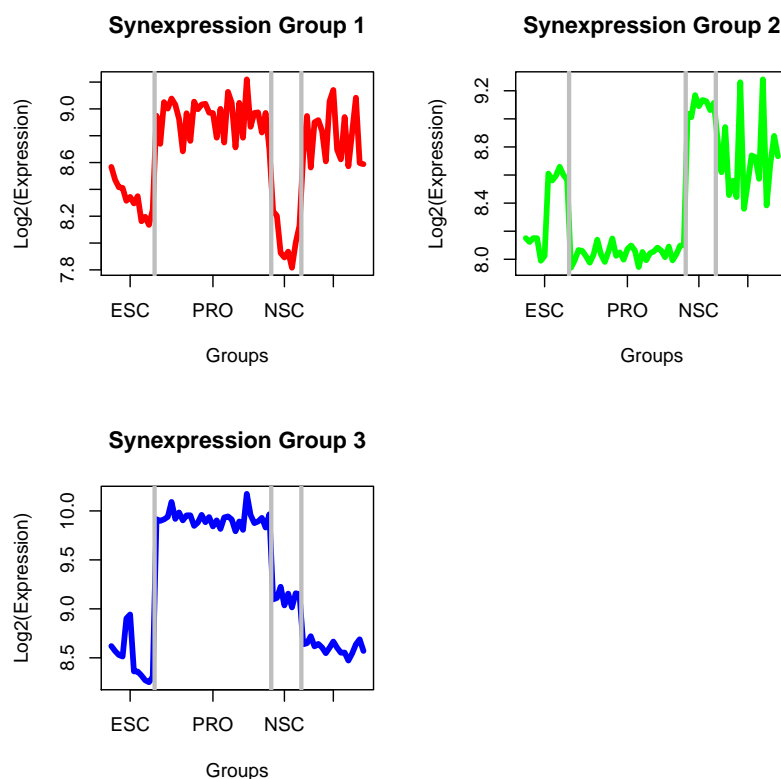 Synexpression Group 1
Log2(Expression)
9.0
8.6
8.2
7.8
ESC PRO NSC
Groups
Synexpression Group 2
Log2(Expression)
9.2
8.8
8.4
8.0
ESC PRO NSC
Groups
Synexpression Group 3
Log2(Expression)
10.0
9.5
9.0
8.5
ESC PRO NSC
Groups